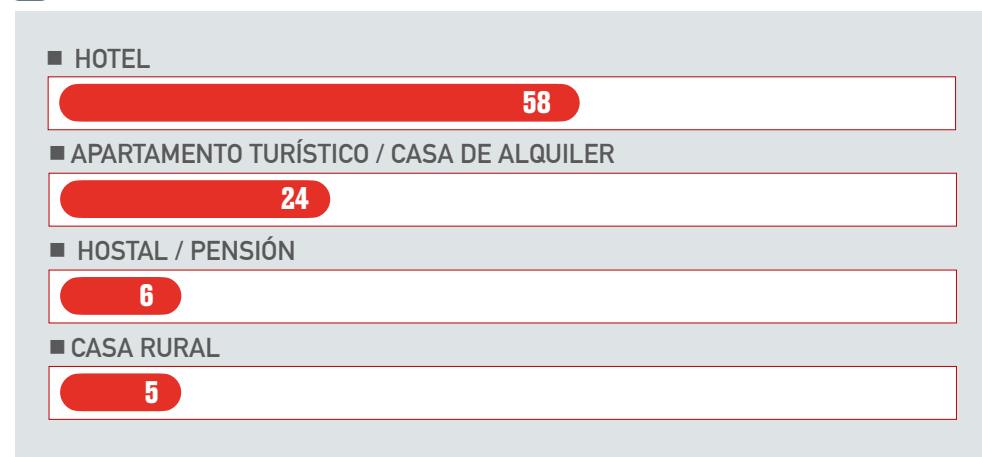 HOTEL
58
APARTAMENTO TURÍSTICO / CASA DE ALQUILER
24
HOSTAL / PENSIÓN
6
CASA RURAL
5